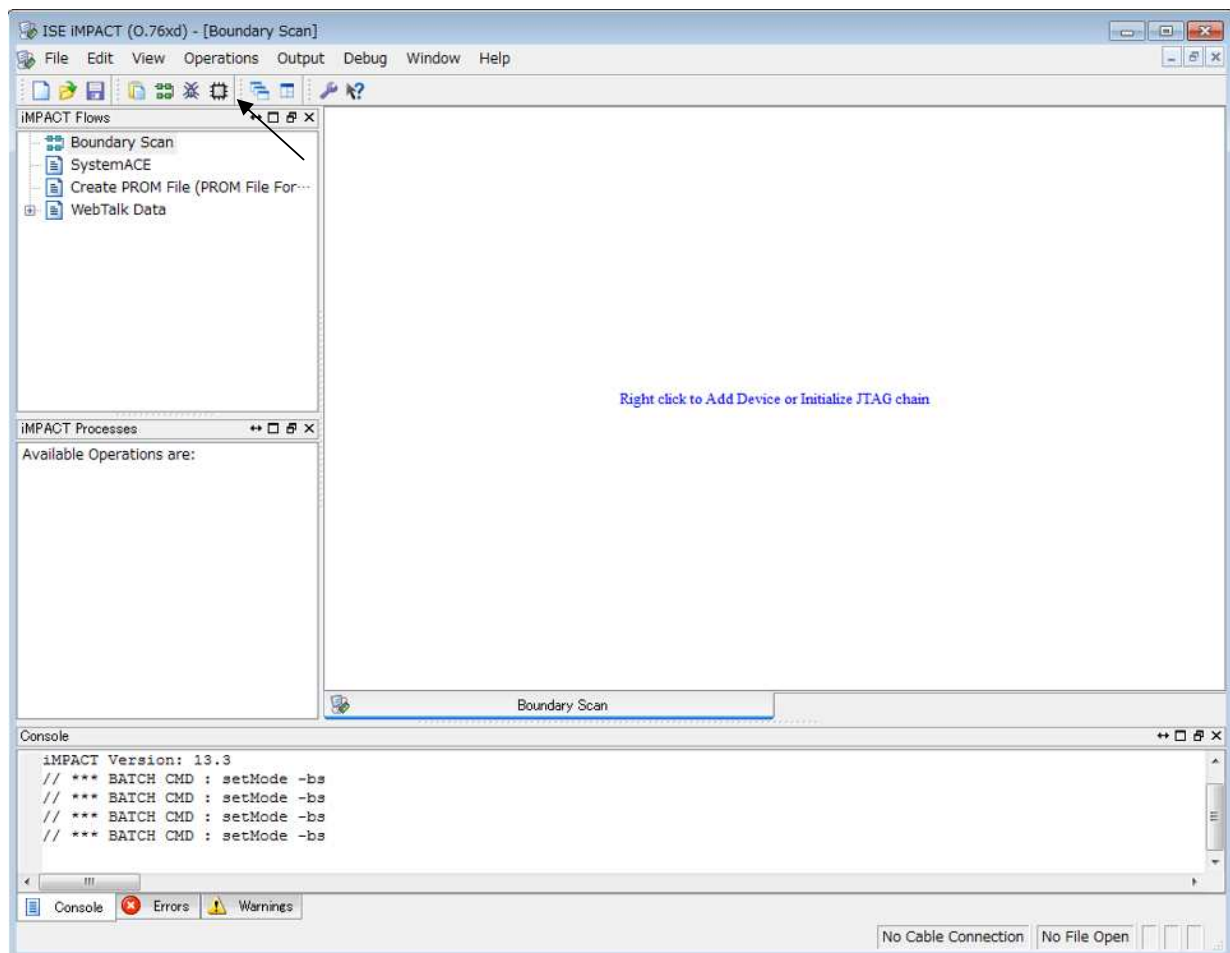 ISE iMPACT (O.76xd) - [Boundary Scan]
File Edit View Operations Output Debug Window Help
iMPACT Flows
Boundary Scan
SystemACE
Create PROM File (PROM File For...
WebTalk Data
Right click to Add Device or Initialize JTAG chain
iMPACT Processes
Available Operations are:
Boundary Scan
Console
iMPACT Version: 13.3
// *** BATCH CMD : setMode -bs
// *** BATCH CMD : setMode -bs
// *** BATCH CMD : setMode -bs
// *** BATCH CMD : setMode -bs
Console Errors Warnings
No Cable Connection No File Open